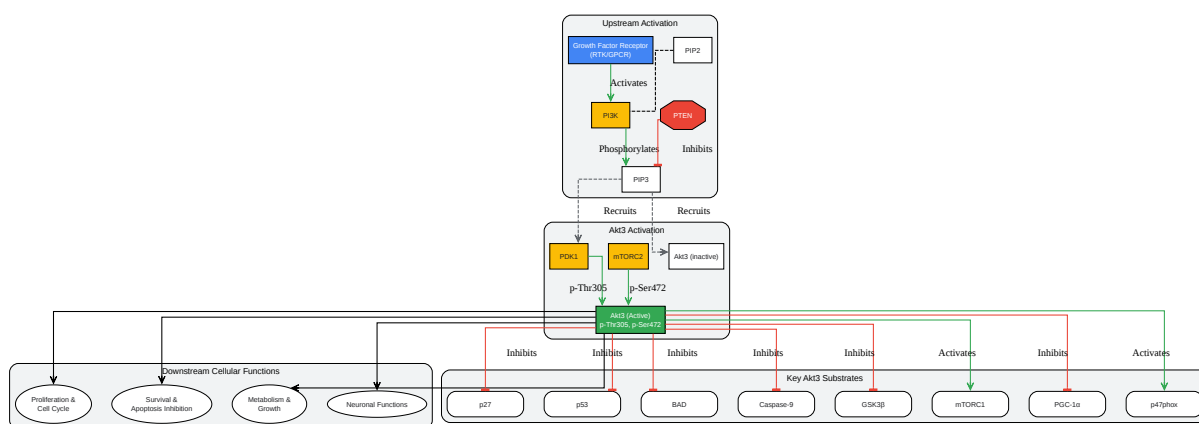 Upstream Activation
Growth Factor Receptor
(RTK/GPCR)
PIP2
Activates
PI3K
PTEN
Phosphorylates
Inhibits
PIP3
Recruits
Recruits
Akt3 Activation
PDK1
mTORC2
Akt3 (inactive)
p-Thr305
p-Ser472
Akt3 (Active)
p-Thr305, p-Ser472
Inhibits
Inhibits
Inhibits
Inhibits
Inhibits
Activates
Inhibits
Activates
Downstream Cellular Functions
Proliferation &
Cell Cycle
Survival &
Apoptosis Inhibition
Metabolism &
Growth
Neuronal Functions
Key Akt3 Substrates
p27
p53
BAD
Caspase-9
GSK3β
mTORC1
PGC-1α
p47phox